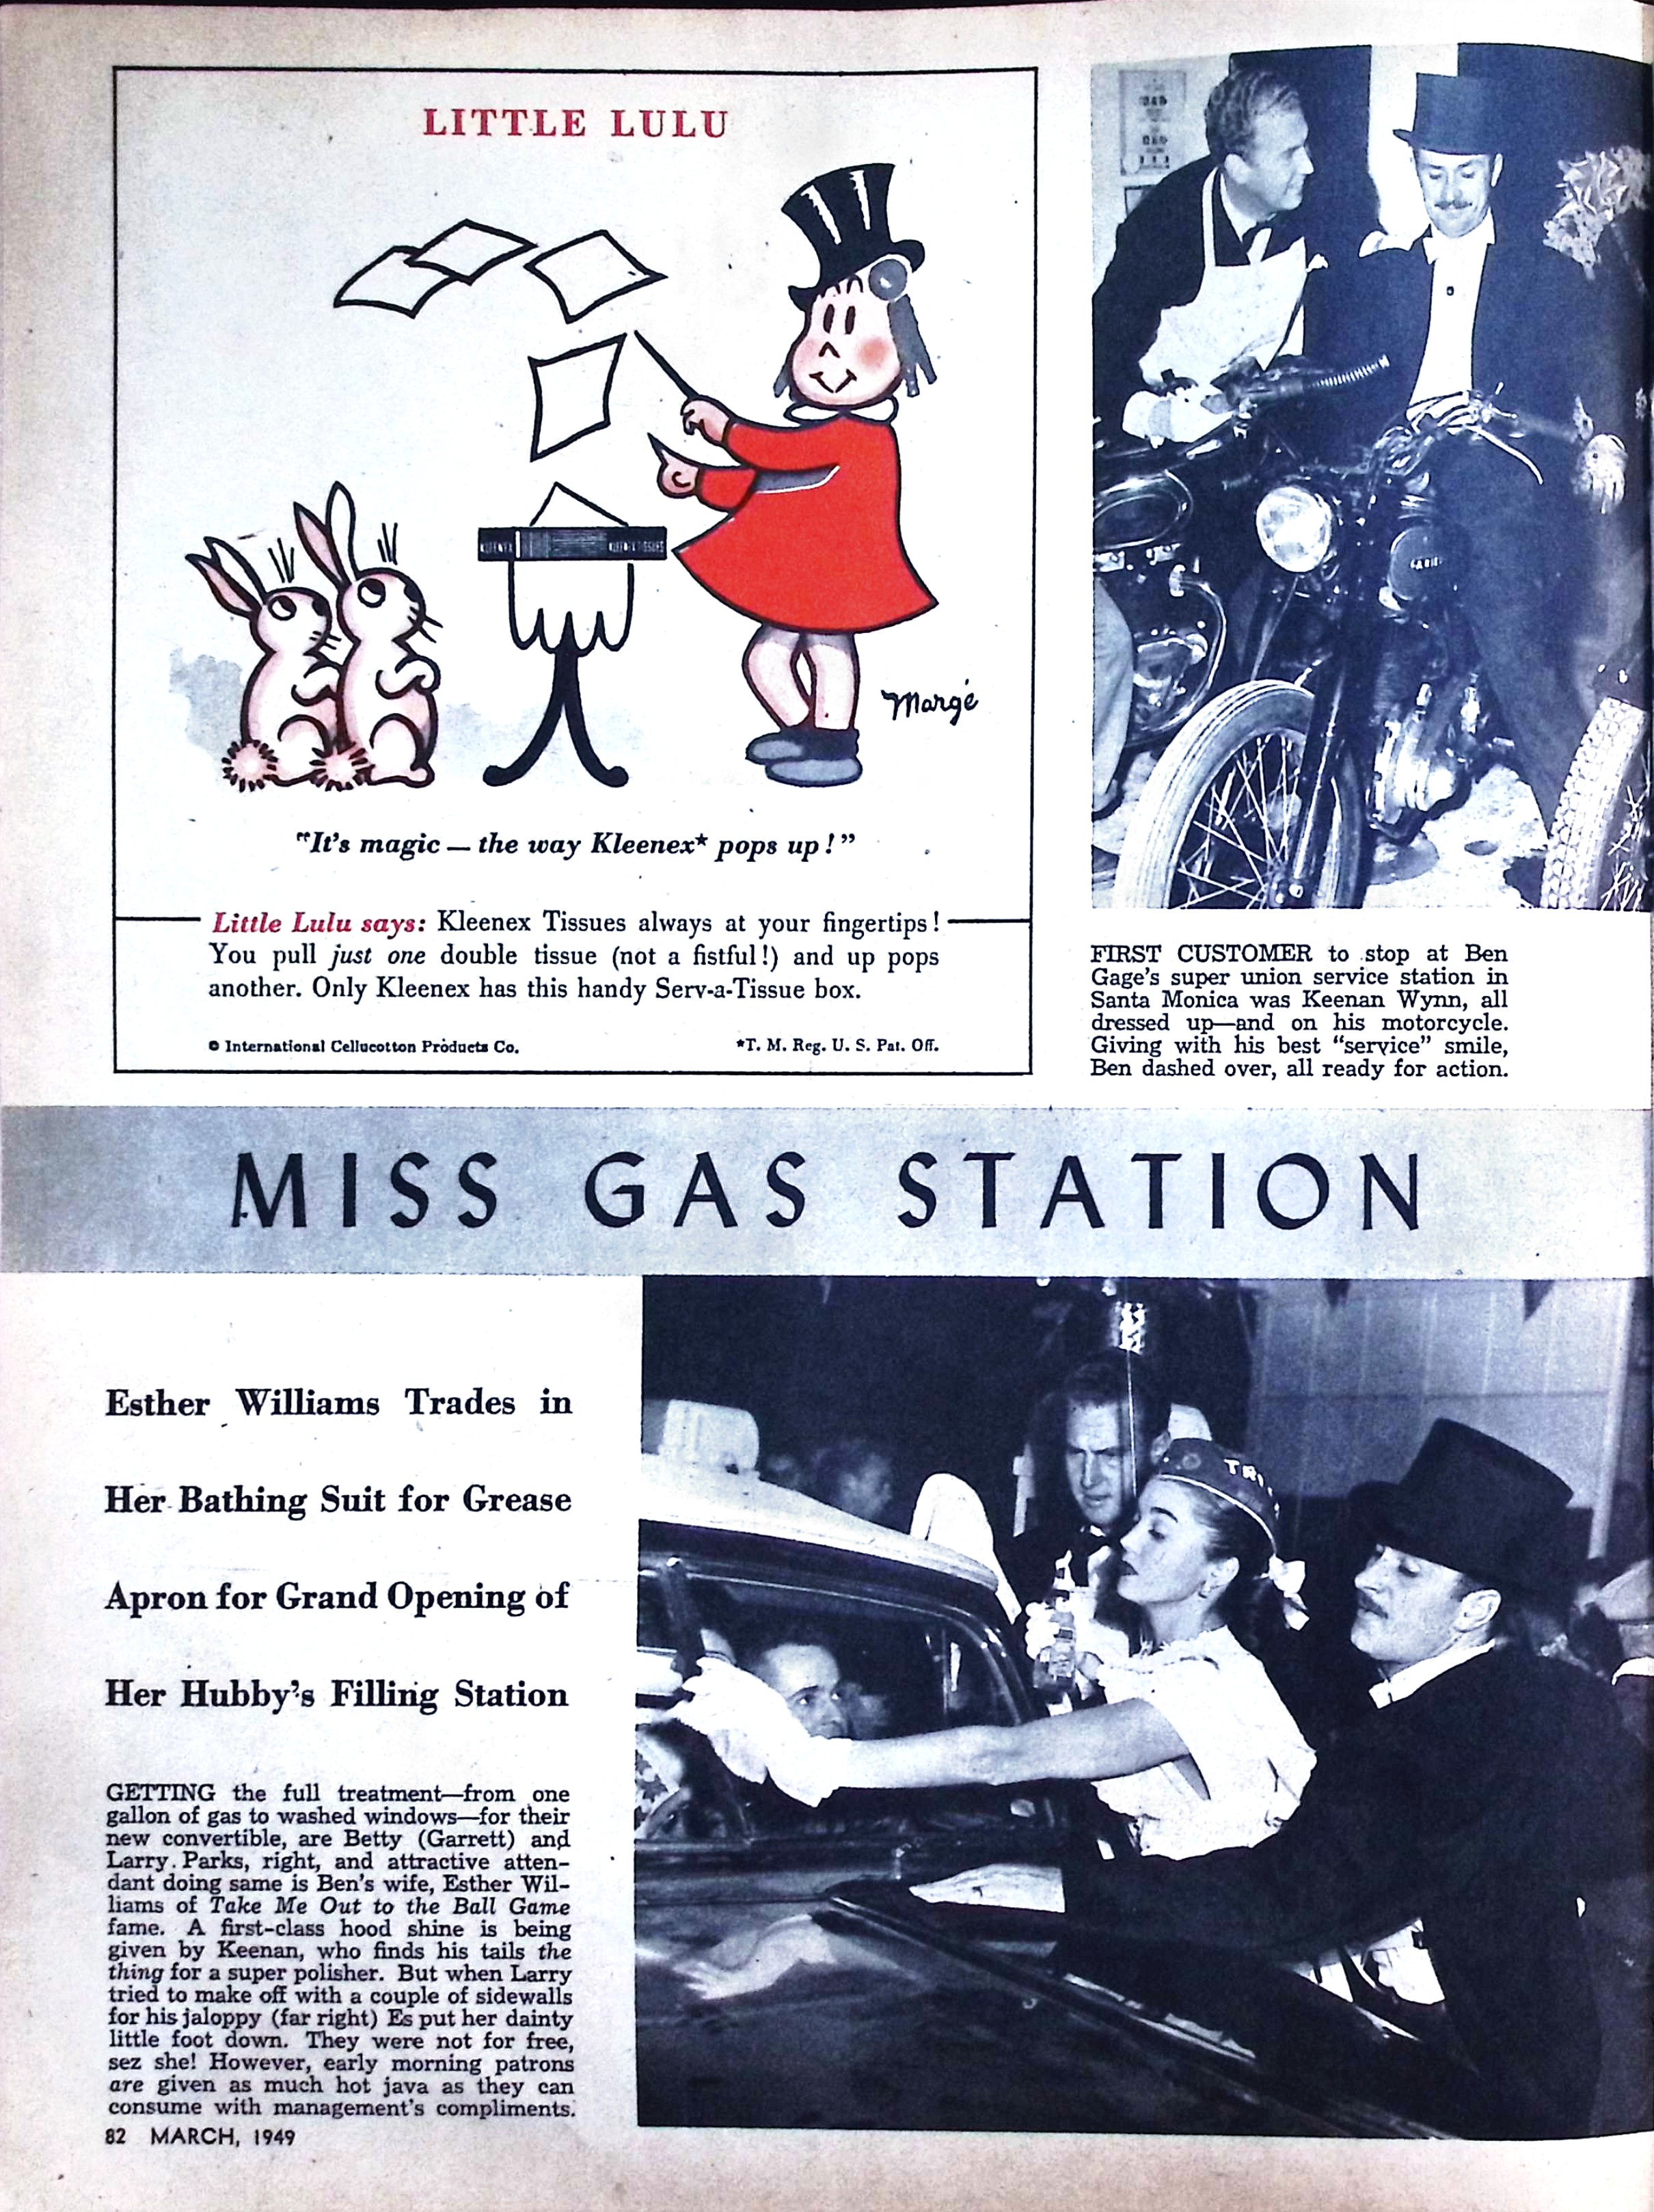 LITTLE LULU
KLEENEX
KLEENEX TISSUES
Margé
"It's magic — the way Kleenex* pops up!"
Little Lulu says: Kleenex Tissues always at your fingertips!
You pull just one double tissue (not a fistful!) and up pops
another. Only Kleenex has this handy Serv-a-Tissue box.
© International Cellucotton Products Co.
*T. M. Reg. U. S. Pat. Off.
FIRST CUSTOMER to stop at Ben
Gage's super union service station in
Santa Monica was Keenan Wynn, all
dressed up—and on his motorcycle.
Giving with his best "service" smile,
Ben dashed over, all ready for action.
MISS GAS STATION
Esther Williams Trades in
Her Bathing Suit for Grease
Apron for Grand Opening of
Her Hubby's Filling Station
TRI
GETTING the full treatment—from one
gallon of gas to washed windows—for their
new convertible, are Betty (Garrett) and
Larry Parks, right, and attractive atten-
dant doing same is Ben's wife, Esther Wil-
liams of Take Me Out to the Ball Game
fame. A first-class hood shine is being
given by Keenan, who finds his tails the
thing for a super polisher. But when Larry
tried to make off with a couple of sidewalls
for his jaloppy (far right) Es put her dainty
little foot down. They were not for free,
sez she! However, early morning patrons
are given as much hot java as they can
consume with management's compliments.
82 MARCH, 1949